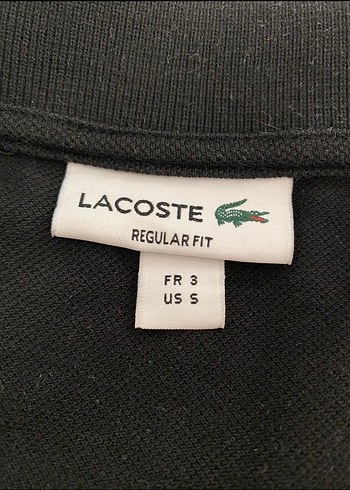 LACOSTE
REGULAR FIT
FR 3
US S